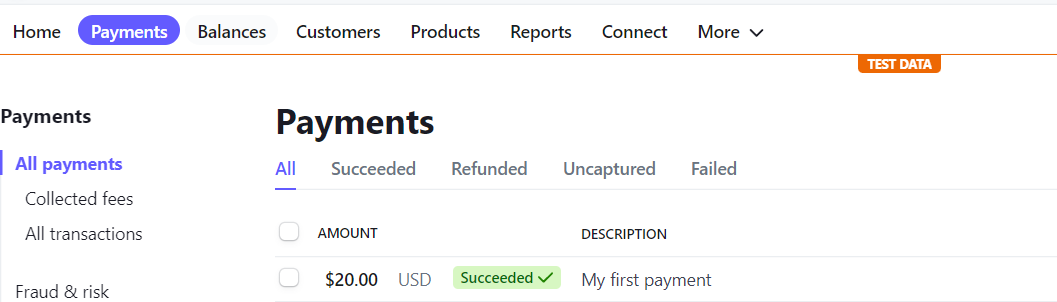 Home Payments Balances Customers Products Reports Connect More
TEST DATA
Payments
All payments
Collected fees
All transactions
Fraud & risk
Payments
All Succeeded Refunded Uncaptured Failed
AMOUNT DESCRIPTION
$20.00 USD Succeeded My first payment